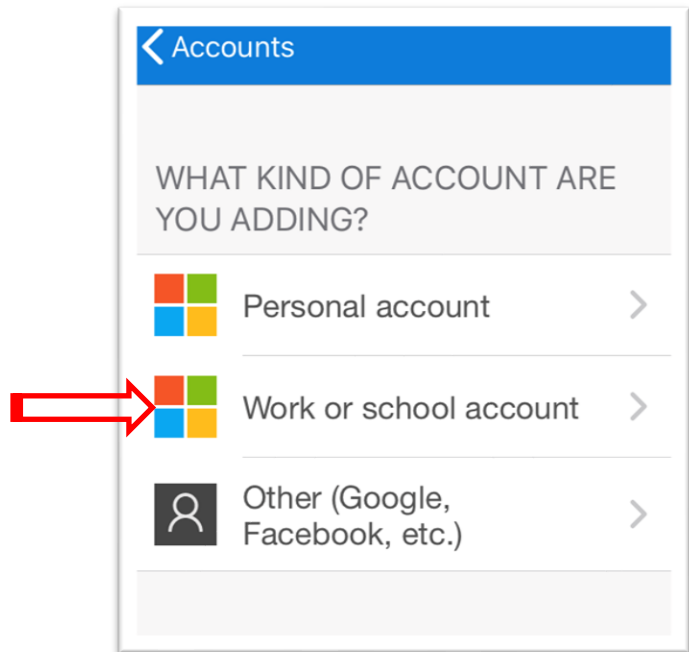 Accounts
WHAT KIND OF ACCOUNT ARE
YOU ADDING?
Personal account
Work or school account
Other (Google,
Facebook, etc.)